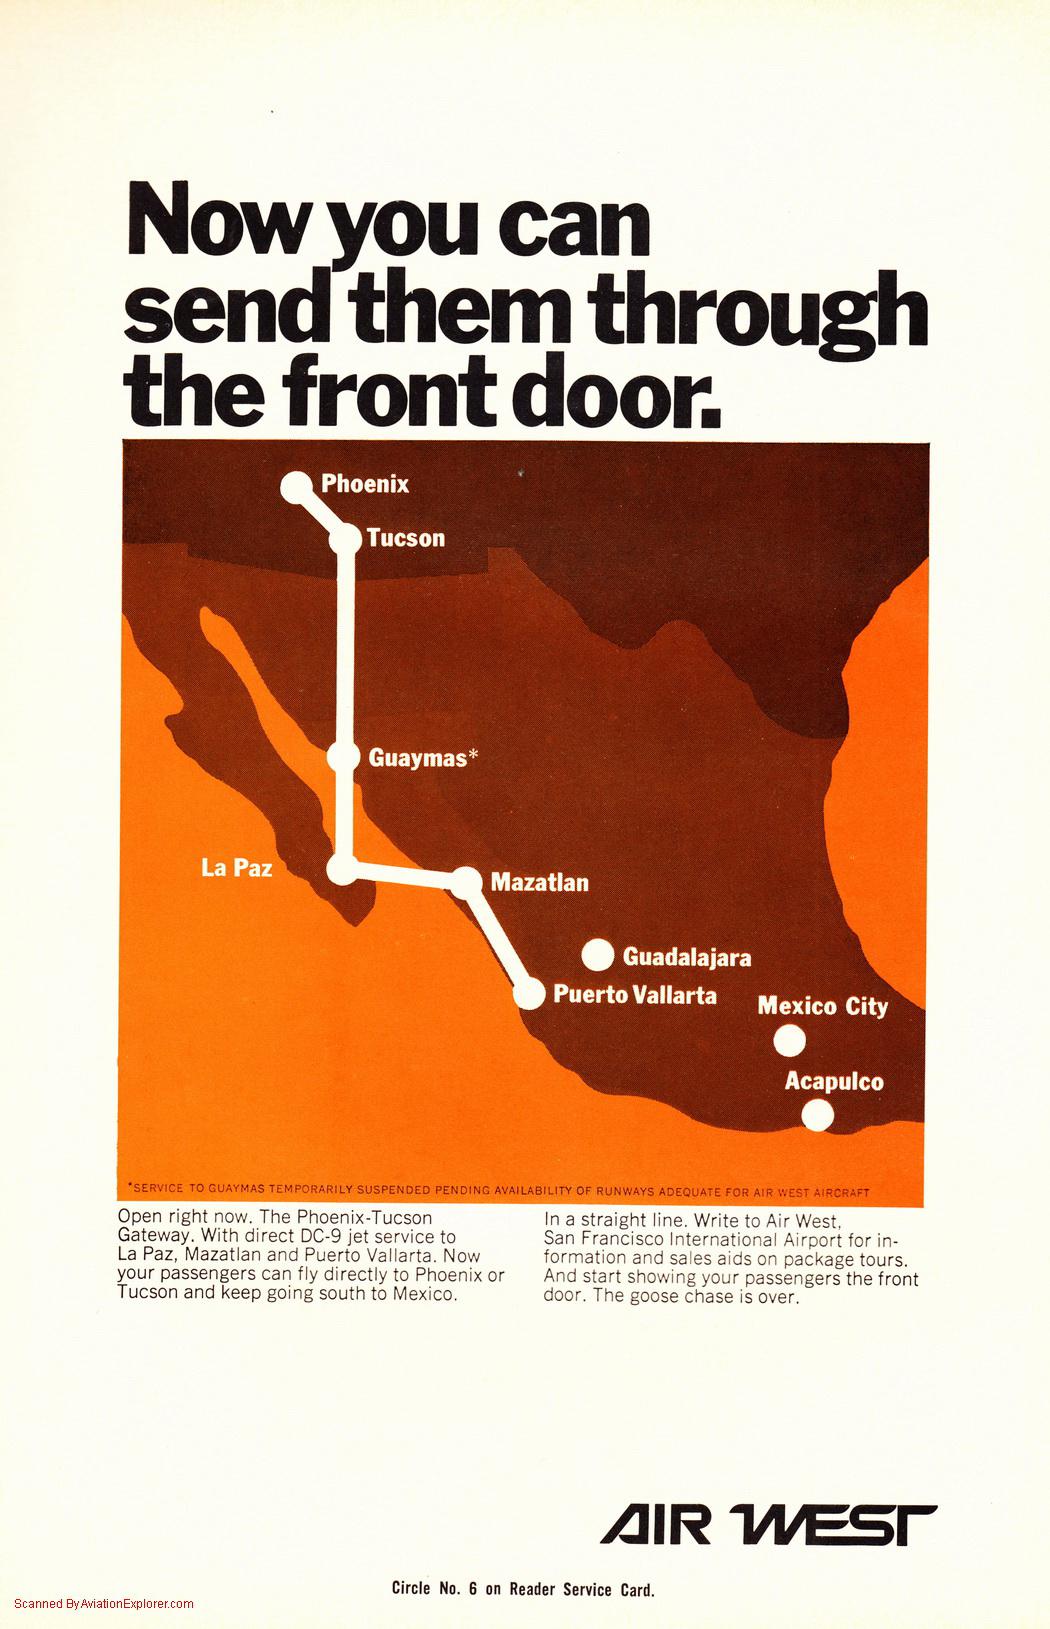 Now you can
send them through
the front door.
Phoenix
Tucson
Guaymas*
La Paz
Mazatlan
Guadalajara
Puerto Vallarta
Mexico City
Acapulco
*SERVICE TO GUAYMAS TEMPORARILY SUSPENDED PENDING AVAILABILITY OF RUNWAYS ADEQUATE FOR AIR WEST AIRCRAFT
Open right now. The Phoenix-Tucson
Gateway. With direct DC-9 jet service to
La Paz, Mazatlan and Puerto Vallarta. Now
your passengers can fly directly to Phoenix or
Tucson and keep going south to Mexico.
In a straight line. Write to Air West,
San Francisco International Airport for in-
formation and sales aids on package tours.
And start showing your passengers the front
door. The goose chase is over.
AIR WEST
Circle No. 6 on Reader Service Card.
Scanned By AviationExplorer.com